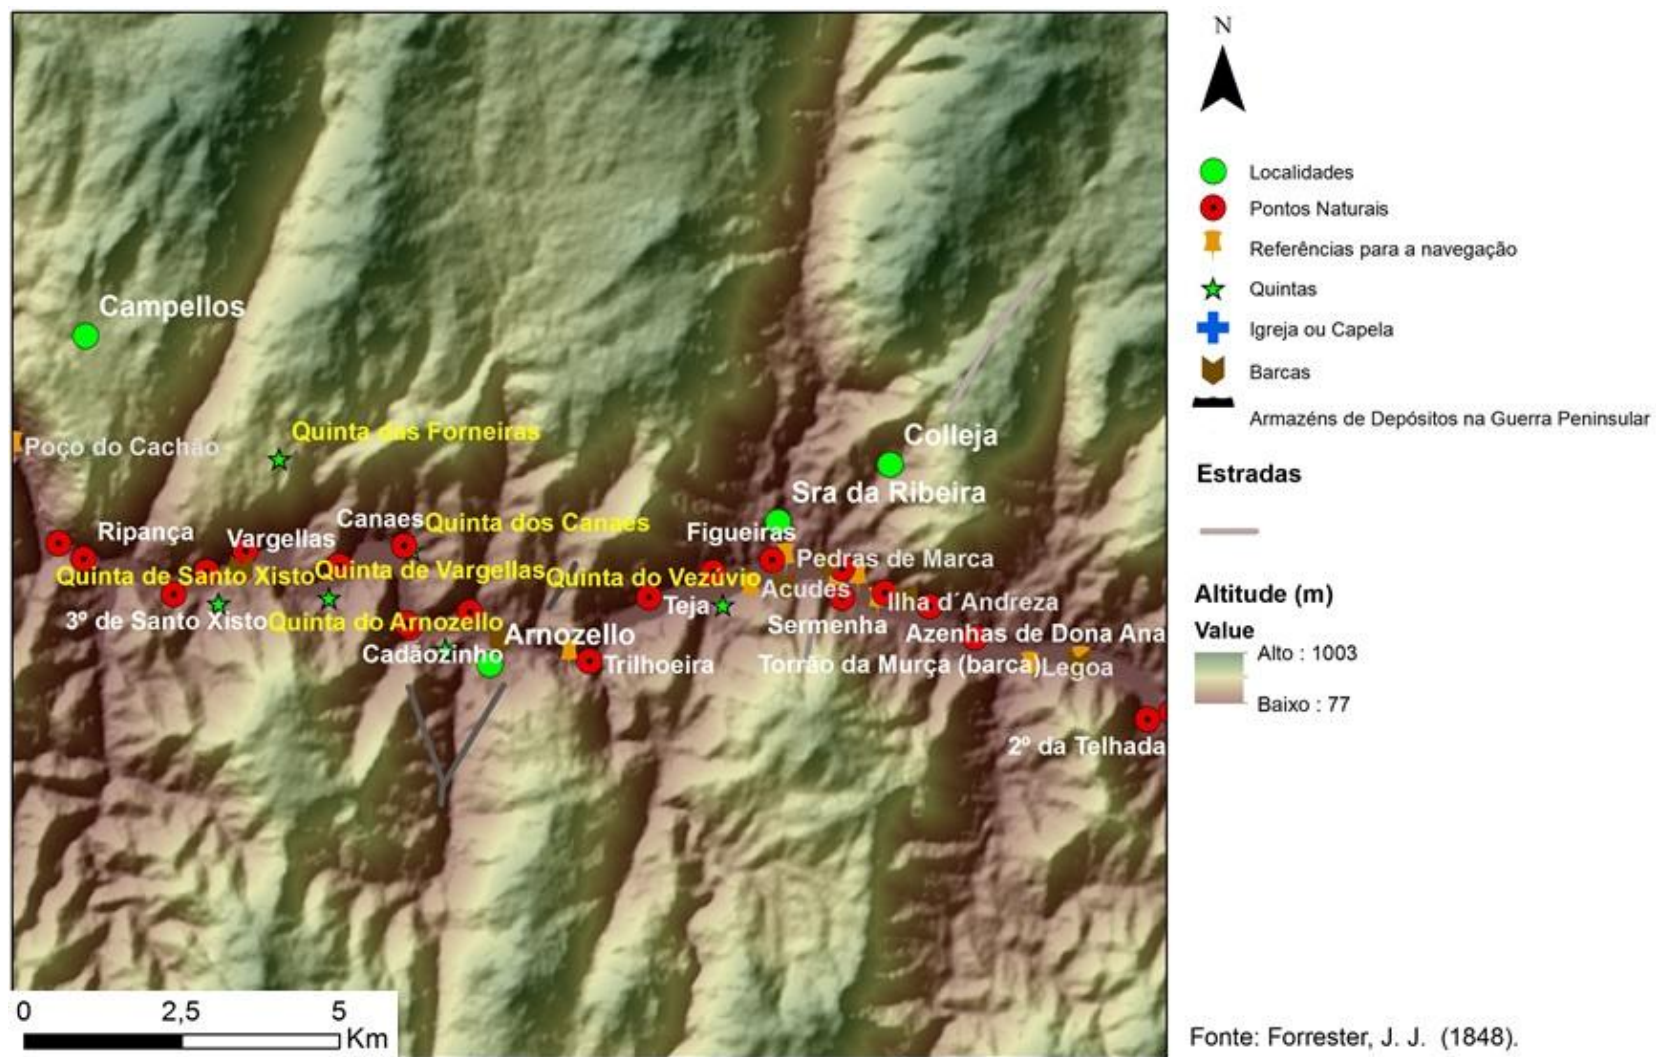 N
Localidades
Pontos Naturais
Referências para a navegação
Quintas
Igreja ou Capela
Barcas
Armazéns de Depósitos na Guerra Peninsular
Estradas
Altitude (m)
Value
Alto : 1003
Baixo : 77
Campellos
Quinta das Forneiras
Poço do Cachão
Colleja
Sra da Ribeira
Canaes
Quinta dos Canaes
Ripança
Vargellas
Figueiras
Pedras de Marca
Quinta de Santo Xisto
Quinta de Vargellas
Quinta do Vezúvio
Acudes
Teja
Ilha d´Andreza
3º de Santo Xisto
Quinta do Arnozello
Arnozello
Sermenha
Azenhas de Dona Ana
Cadãozinho
Trilhoeira
Torrão da Murça (barca)
Legoa
2º da Telhada
0 2,5 5
Km
Fonte: Forrester, J. J. (1848).